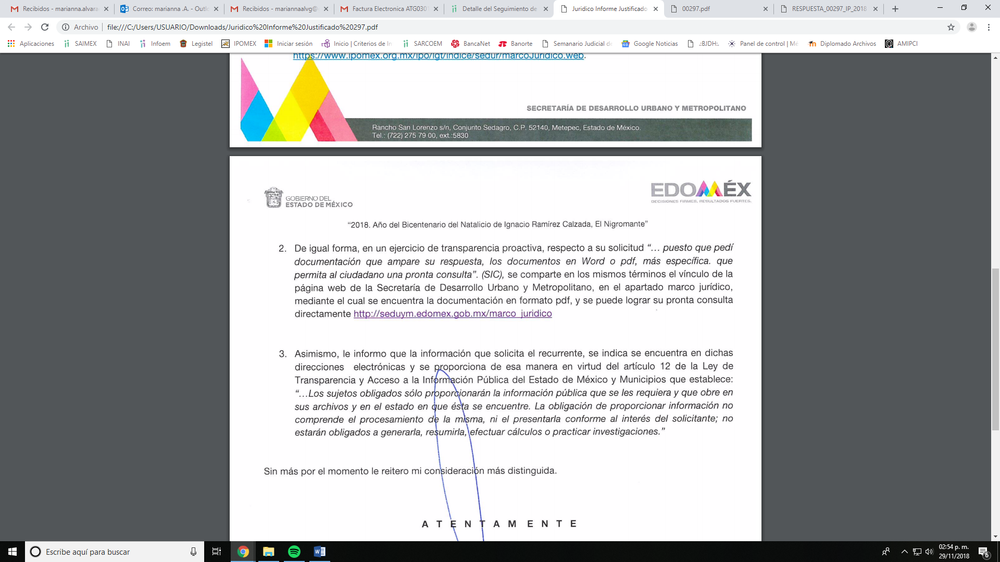 Recibidos - marianna.alvara
Correo: marianna .A. - Outlo
Recibidos - mariannaalvg@
Factura Electronica ATG0301
Detalle del Seguimiento de
Juridico Informe Justificado
00297.pdf
RESPUESTA_00297_IP_2018
Archivo
file:///C:/Users/USUARIO/Downloads/Juridico%20Informe%20Justificado%20297.pdf
Aplicaciones
SAIMEX
INAI
Infoem
Legistel
IPOMEX
Iniciar sesión
Inicio | Criterios de In
SARCOEM
BancaNet
Banorte
Semanario Judicial de
Google Noticias
.:BJDH:.
Panel de control | Mé
Diplomado Archivos
AMIPCI
https://www.ipomex.org.mx/ipo/lgt/indice/sedur/marcoJuridico.web.
SECRETARÍA DE DESARROLLO URBANO Y METROPOLITANO
Rancho San Lorenzo s/n, Conjunto Sedagro, C.P. 52140, Metepec, Estado de México.
Tel.: (722) 275 79 00, ext.:5830
GOBIERNO DEL
ESTADO DE MÉXICO
EDOMÉX
DECISIONES FIRMES, RESULTADOS FUERTES.
“2018. Año del Bicentenario del Natalicio de Ignacio Ramírez Calzada, El Nigromante”
2. De igual forma, en un ejercicio de transparencia proactiva, respecto a su solicitud “… puesto que pedí
documentación que ampare su respuesta, los documentos en Word o pdf, más específica. que
permita al ciudadano una pronta consulta”. (SIC), se comparte en los mismos términos el vínculo de la
página web de la Secretaría de Desarrollo Urbano y Metropolitano, en el apartado marco jurídico,
mediante el cual se encuentra la documentación en formato pdf, y se puede lograr su pronta consulta
directamente http://seduym.edomex.gob.mx/marco_juridico
3. Asimismo, le informo que la información que solicita el recurrente, se indica se encuentra en dichas
direcciones electrónicas y se proporciona de esa manera en virtud del artículo 12 de la Ley de
Transparencia y Acceso a la Información Pública del Estado de México y Municipios que establece:
“…Los sujetos obligados sólo proporcionarán la información pública que se les requiera y que obre en
sus archivos y en el estado en que ésta se encuentre. La obligación de proporcionar información no
comprende el procesamiento de la misma, ni el presentarla conforme al interés del solicitante; no
estarán obligados a generarla, resumirla, efectuar cálculos o practicar investigaciones.”
Sin más por el momento le reitero mi consideración más distinguida.
A T E N T A M E N T E
Escribe aquí para buscar
02:54 p. m.
29/11/2018
6